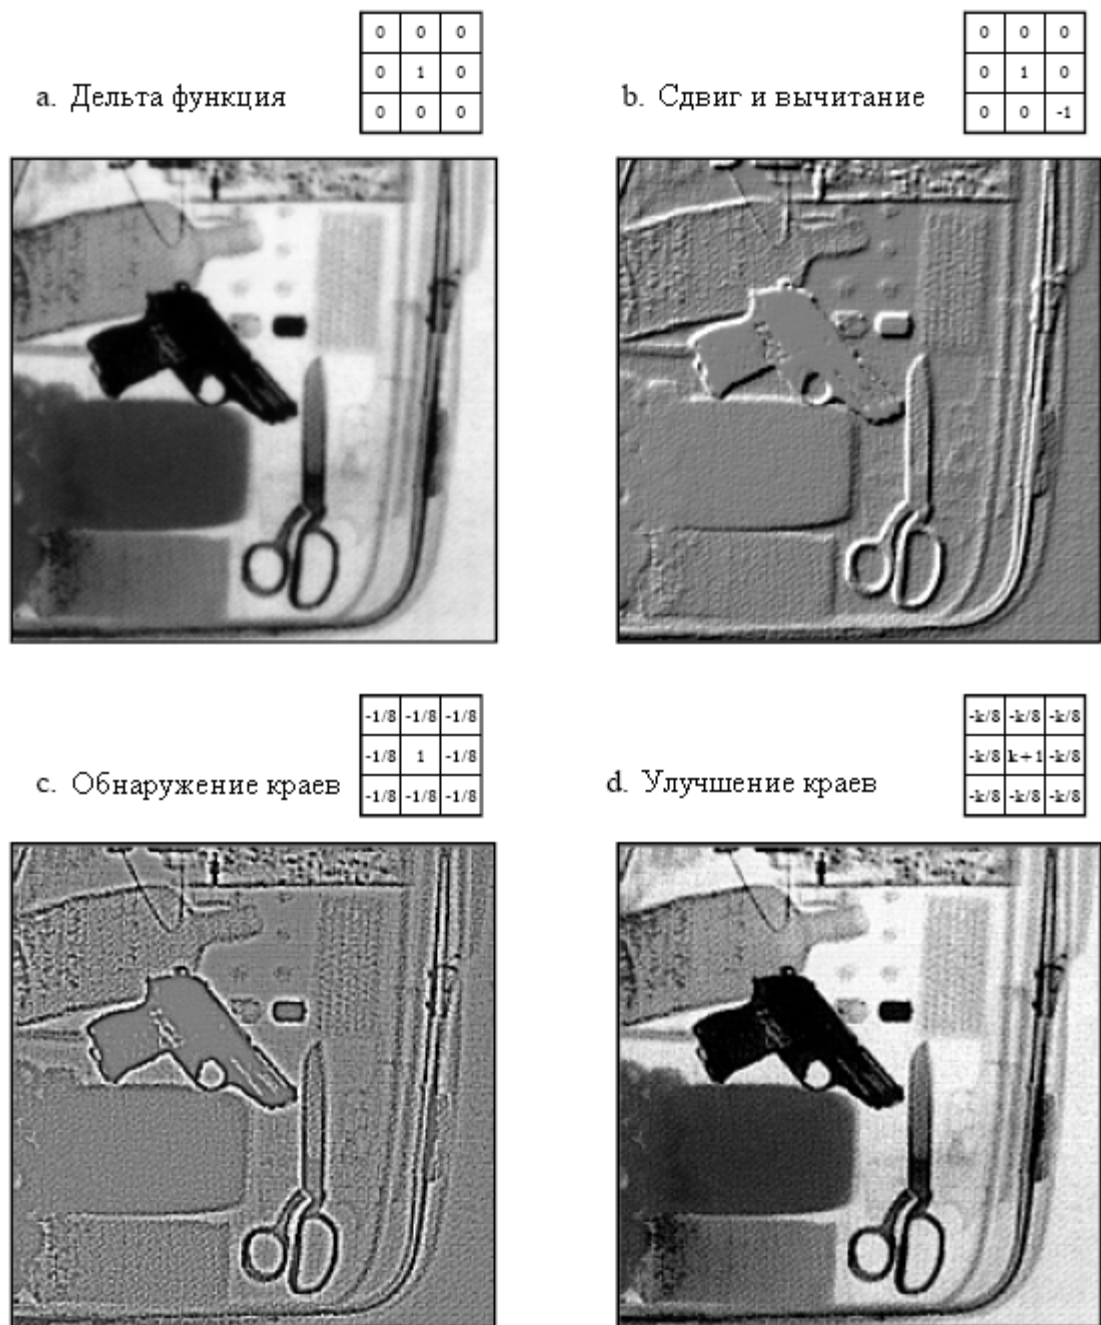 0 0 0
0 1 0
0 0 0
a. Дельта функция
0 0 0
0 1 0
0 0 -1
b. Сдвиг и вычитание
-1/8 -1/8 -1/8
-1/8 1 -1/8
-1/8 -1/8 -1/8
c. Обнаружение краев
-k/8 -k/8 -k/8
-k/8 k+1 -k/8
-k/8 -k/8 -k/8
d. Улучшение краев